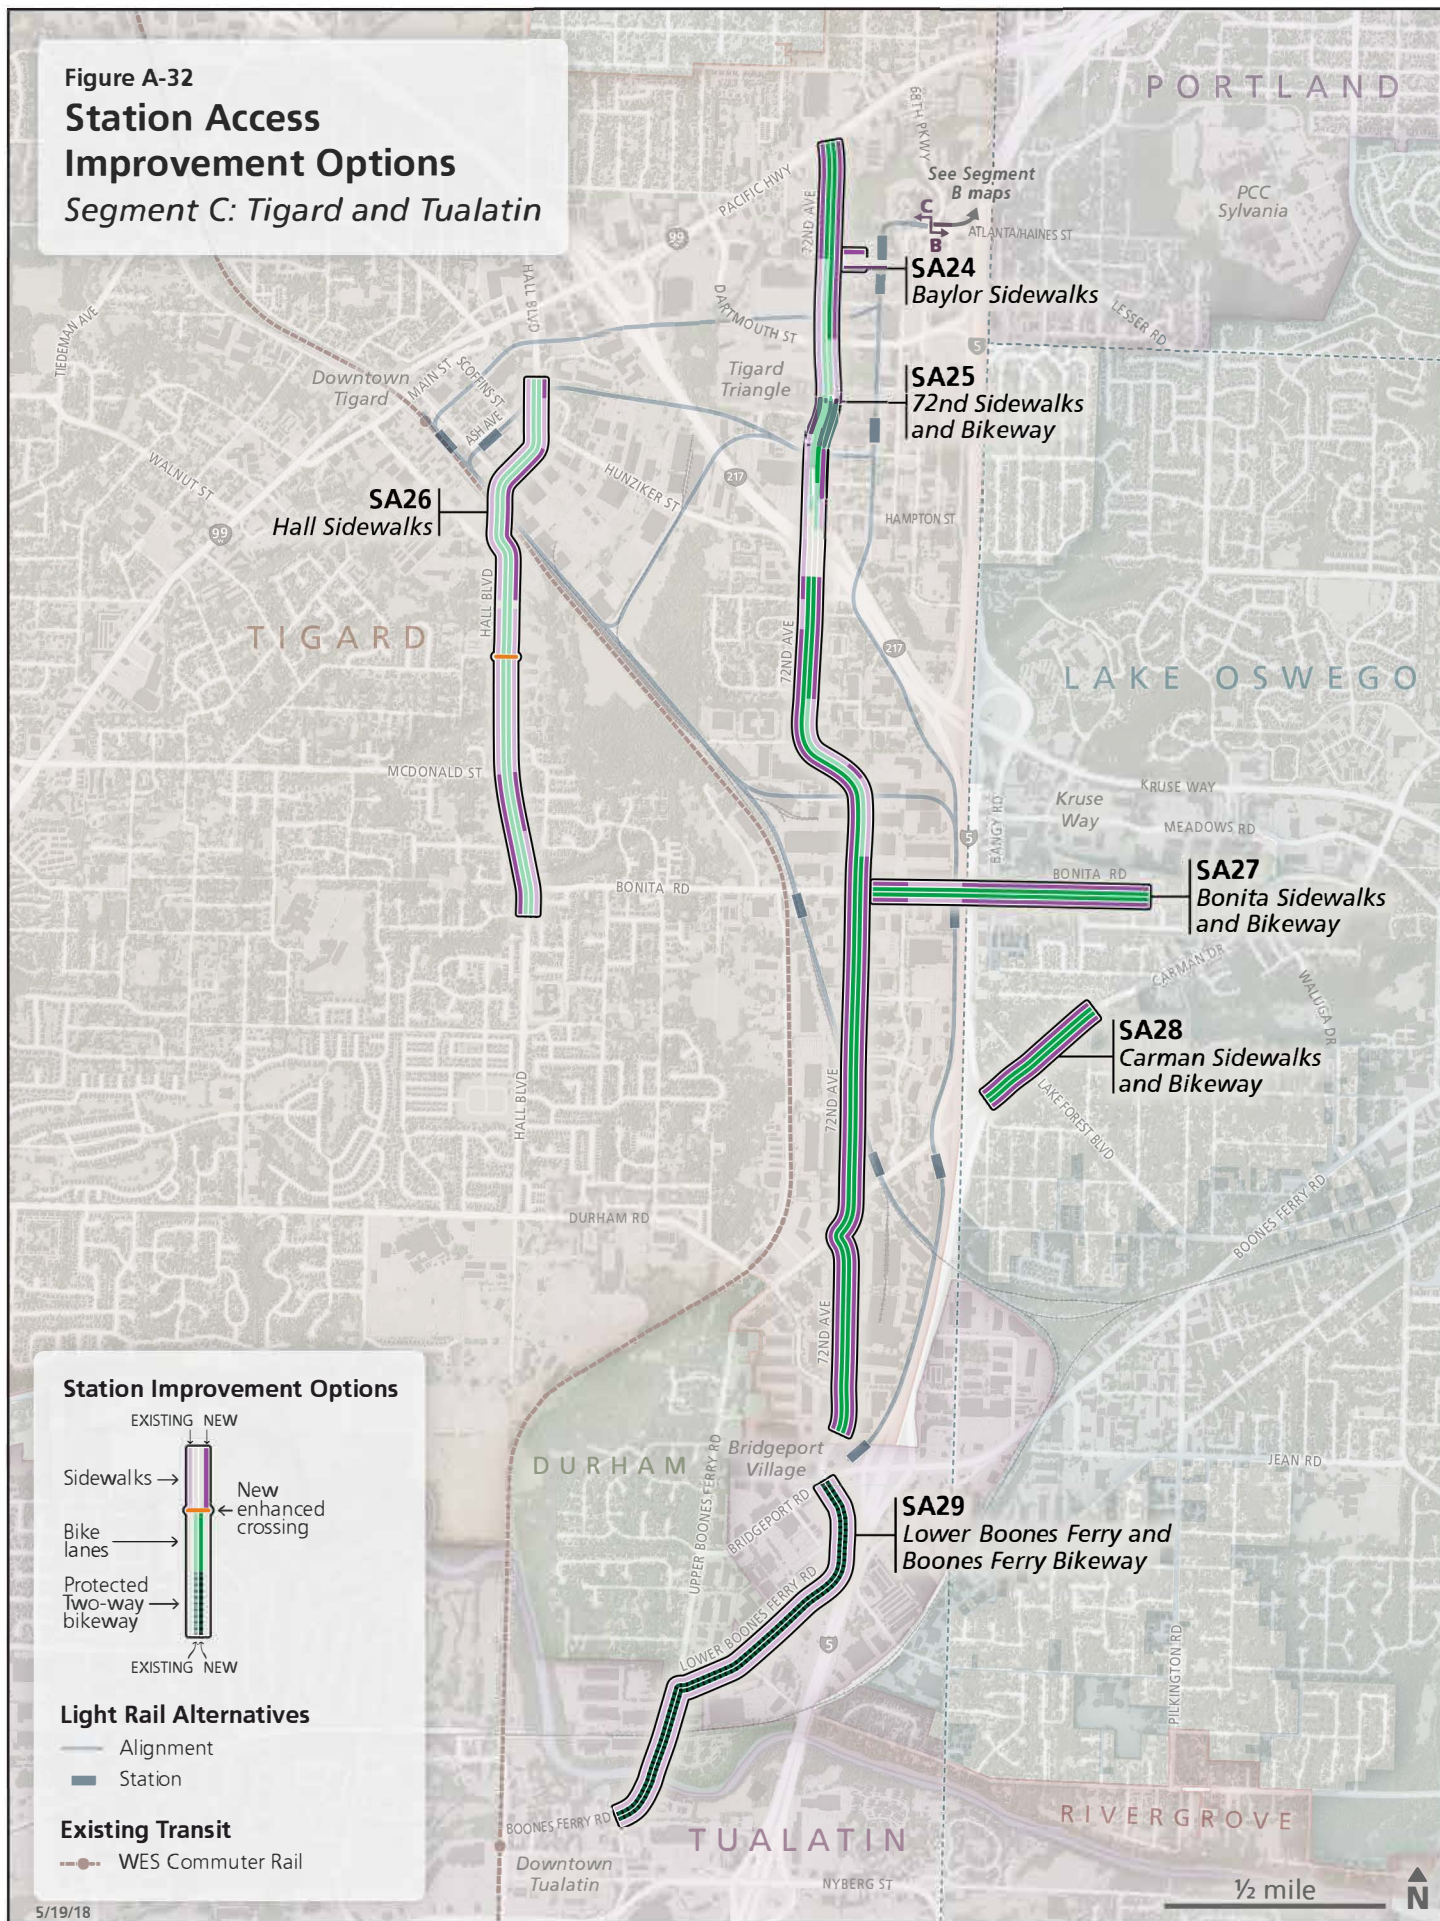 Figure A-32
Station Access
Improvement Options
Segment C: Tigard and Tualatin
PORTLAND
68TH PKWY
See Segment
B maps
PCC
Sylvania
PACIFIC HWY
72ND AVE
C
B
ATLANTA/HAINES ST
99
W
SA24
Baylor Sidewalks
HALL BLVD
DARTMOUTH ST
LESSER RD
TIEDEMAN AVE
5
Downtown
Tigard
MAIN ST
SCOFFINS ST
ASH AVE
Tigard
Triangle
SA25
72nd Sidewalks
and Bikeway
WALNUT ST
HUNZIKER ST
217
SA26
Hall Sidewalks
99
W
HAMPTON ST
HALL BLVD
TIGARD
72ND AVE
217
LAKE OSWEGO
MCDONALD ST
KRUSE WAY
Kruse
Way
BANGY RD
MEADOWS RD
5
BONITA RD
BONITA RD
SA27
Bonita Sidewalks
and Bikeway
CARMAN DR
WALUGA DR
SA28
Carman Sidewalks
and Bikeway
LAKE FOREST BLVD
HALL BLVD
72ND AVE
DURHAM RD
BOONES FERRY RD
72ND AVE
DURHAM
UPPER BOONES FERRY RD
Bridgeport
Village
JEAN RD
BRIDGEPORT RD
SA29
Lower Boones Ferry and
Boones Ferry Bikeway
LOWER BOONES FERRY RD
5
PILKINGTON RD
BOONES FERRY RD
TUALATIN
RIVERGROVE
Downtown
Tualatin
NYBERG ST
Station Improvement Options
EXISTING NEW
Sidewalks
New
enhanced
crossing
Bike
lanes
Protected
Two-way
bikeway
EXISTING NEW
Light Rail Alternatives
Alignment
Station
Existing Transit
WES Commuter Rail
5/19/18
½ mile
N